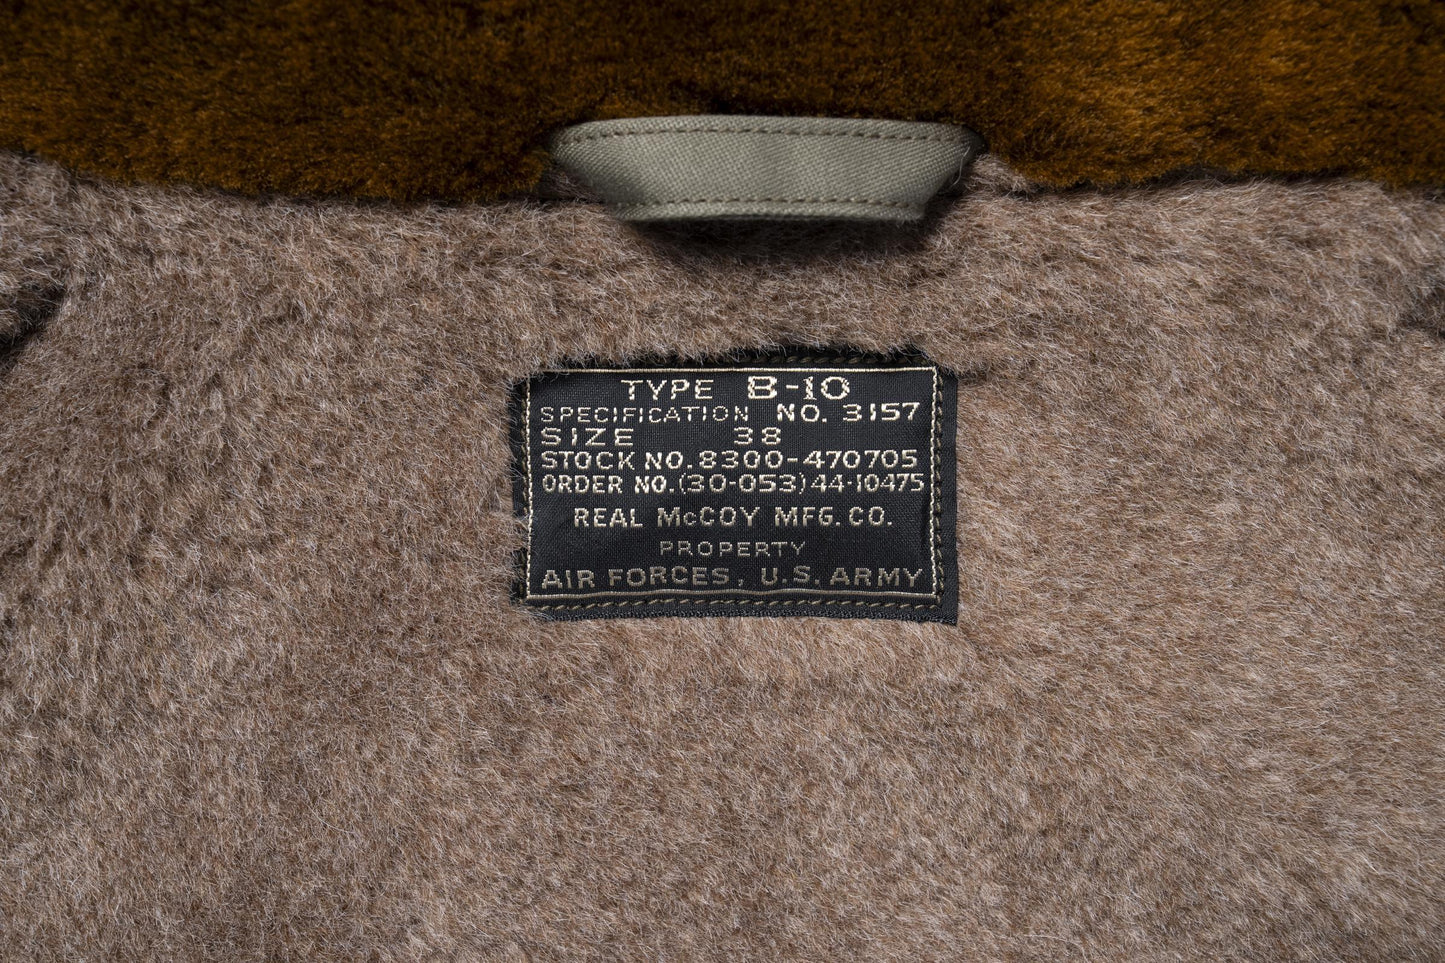 TYPE B-10
SPECIFICATION NO. 3157
SIZE 38
STOCK NO. 8300-470705
ORDER NO. (30-053) 44-10475
REAL McCOY MFG. CO.
PROPERTY
AIR FORCES, U.S. ARMY